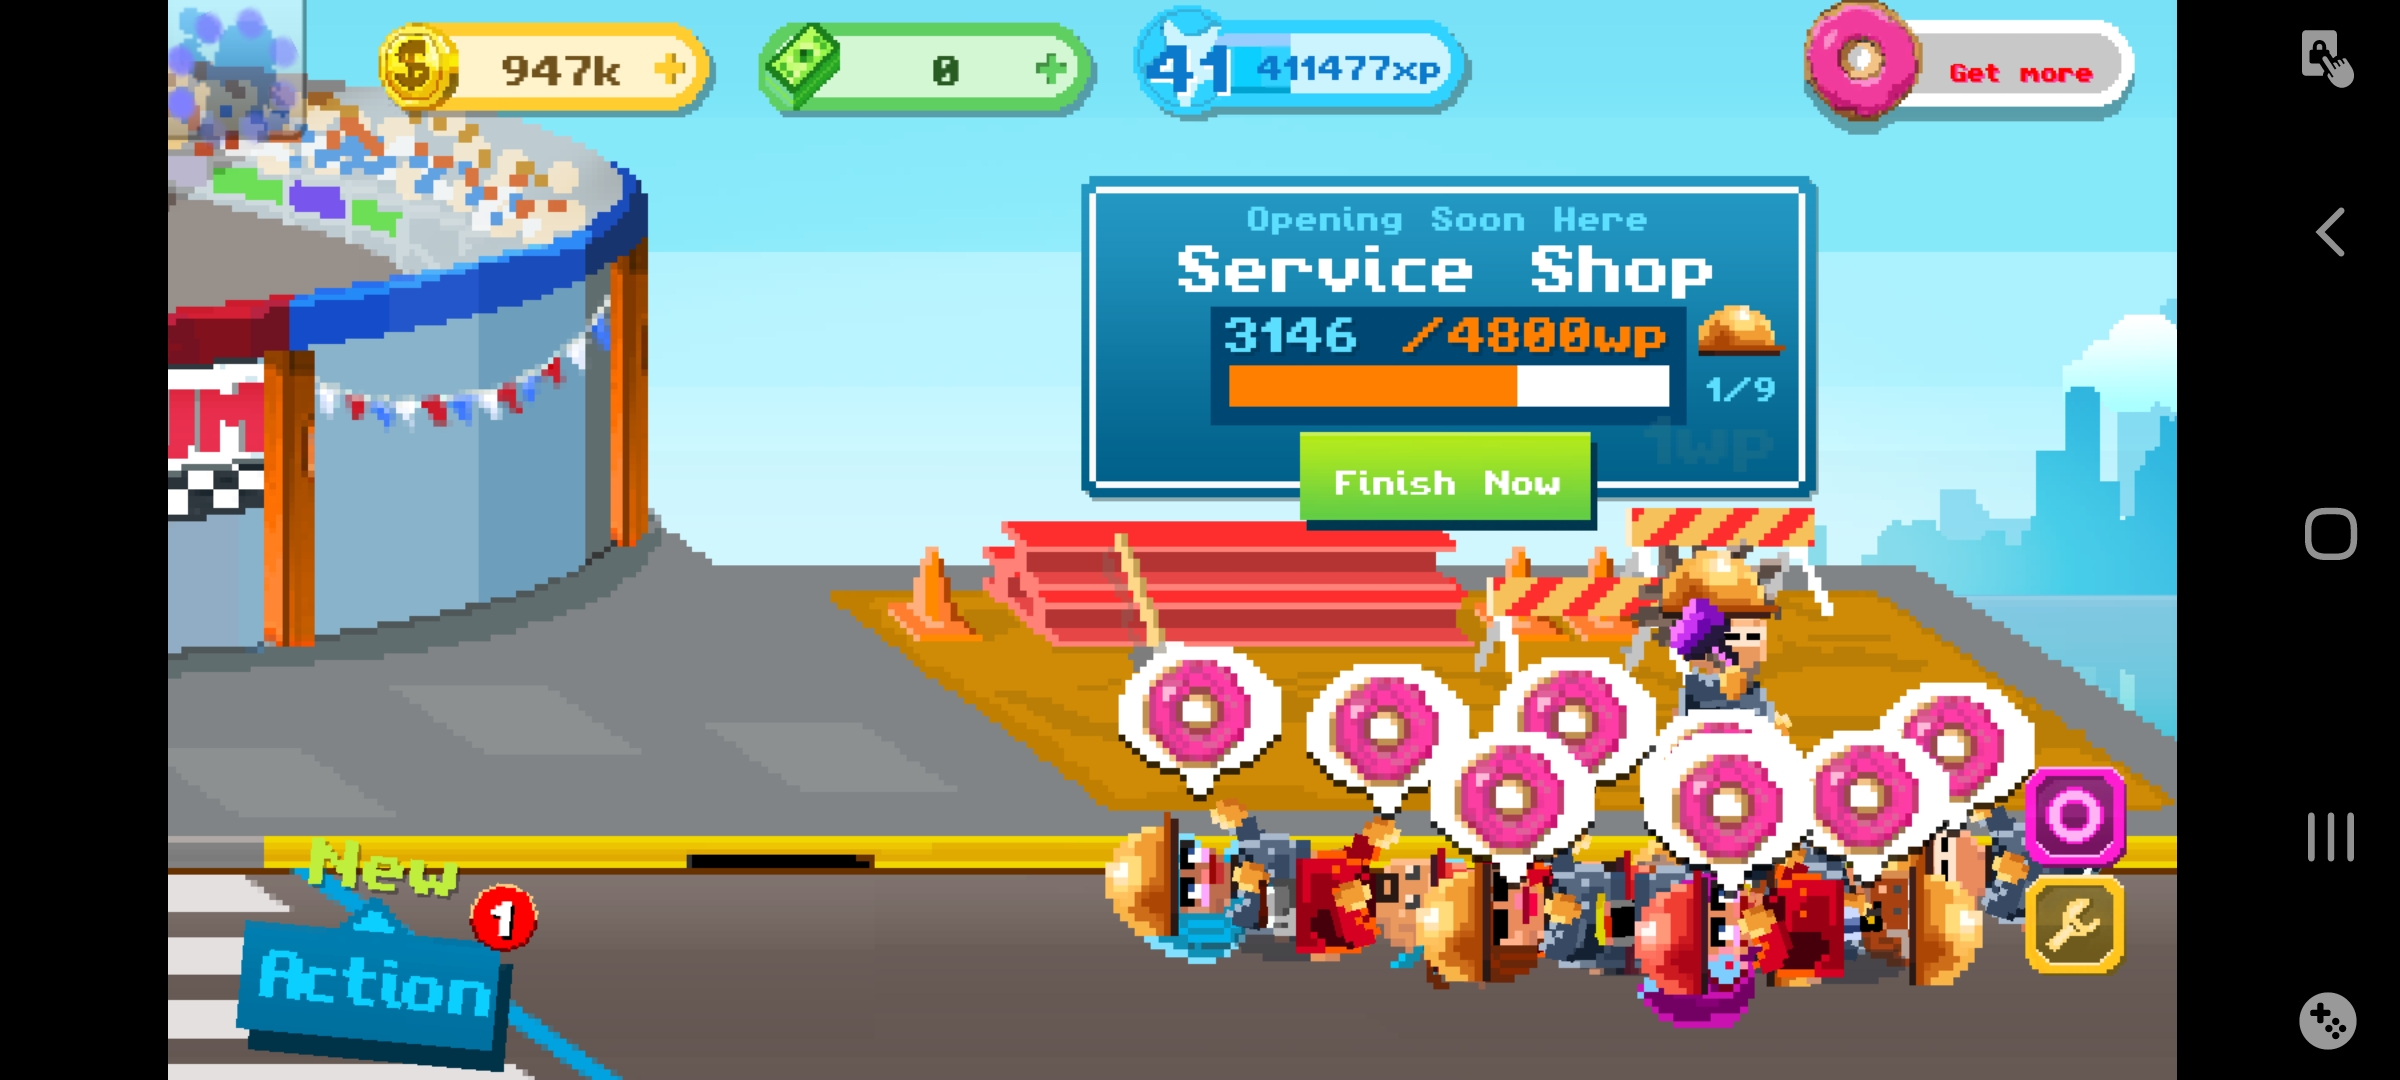 947k
0
41
411477xp
Get more
Opening Soon Here
Service Shop
3146 /4800wp
1/9
1wp
Finish Now
New
1
Action